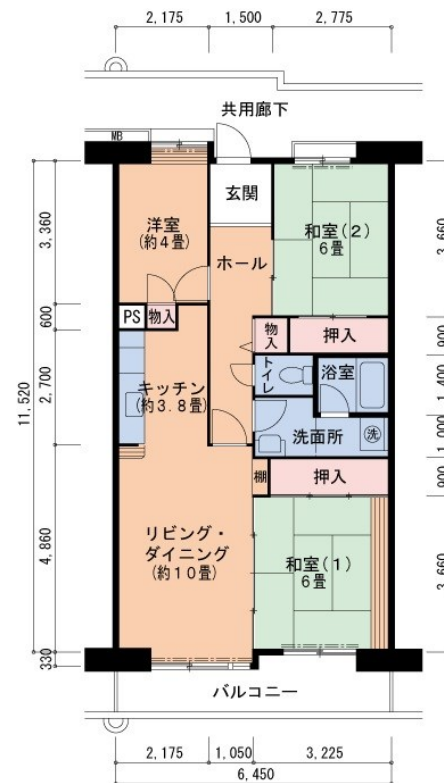 2,175 1,500 2,775
共用廊下
MB
玄関
洋室
(約4畳)
和室(2)
6畳
ホール
3,360
3,660
PS
物入
物入
押入
600
900
トイレ
浴室
キッチン
(約3.8畳)
2,700
1,400
11,520
洗面所
洗
1,000
棚
押入
900
リビング・
ダイニング
(約10畳)
和室(1)
6畳
4,860
3,660
330
バルコニー
2,175 1,050 3,225
6,450